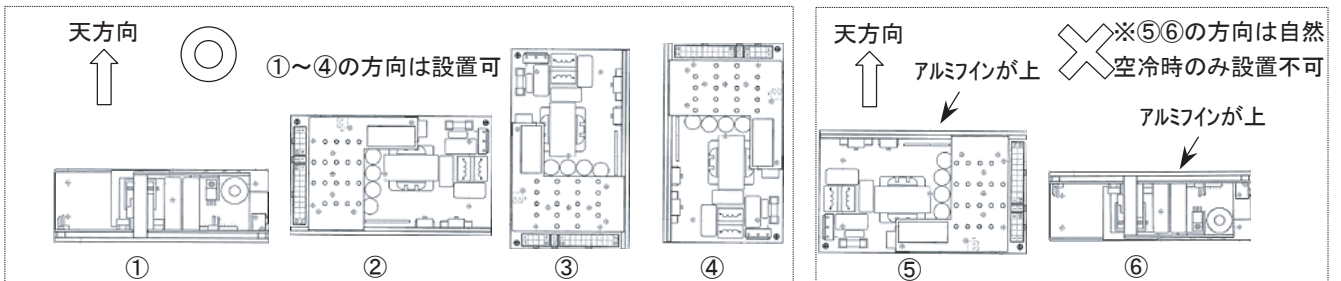 天方向
①～④の方向は設置可
①
②
③
④
天方向
※⑤⑥の方向は自然
空冷時のみ設置不可
アルミフィンが上
アルミフィンが上
⑤
⑥